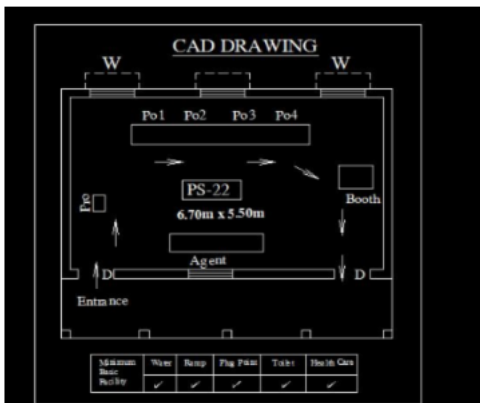 CAD DRAWING
W W
Po1 Po2 Po3 Po4
PS-22
Booth
Pro
6.70m x 5.50m
Agent
D D
Entrance
Minimum Basic Facility Water Ramp Plug Point Toilet Health Care
✓ ✓ ✓ ✓ ✓